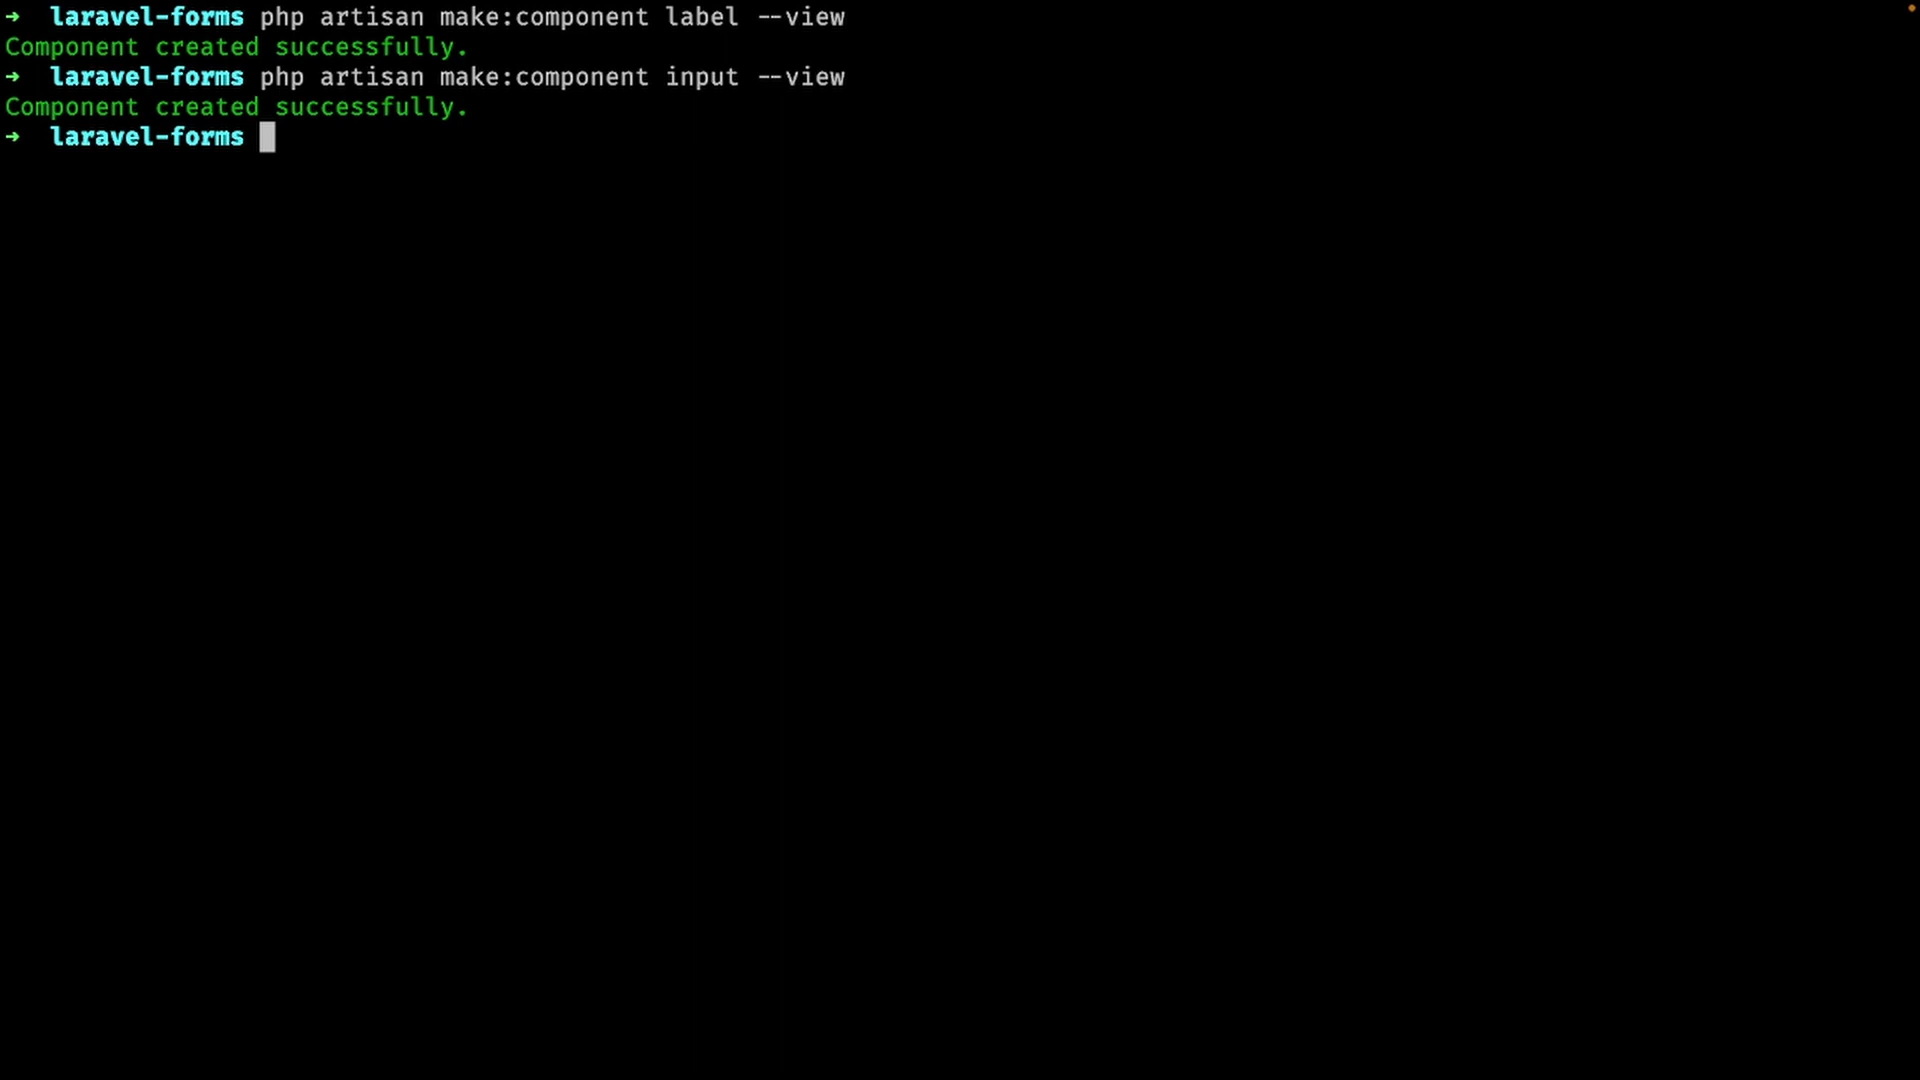 ➜ laravel-forms php artisan make:component label --view
Component created successfully.
➜ laravel-forms php artisan make:component input --view
Component created successfully.
➜ laravel-forms